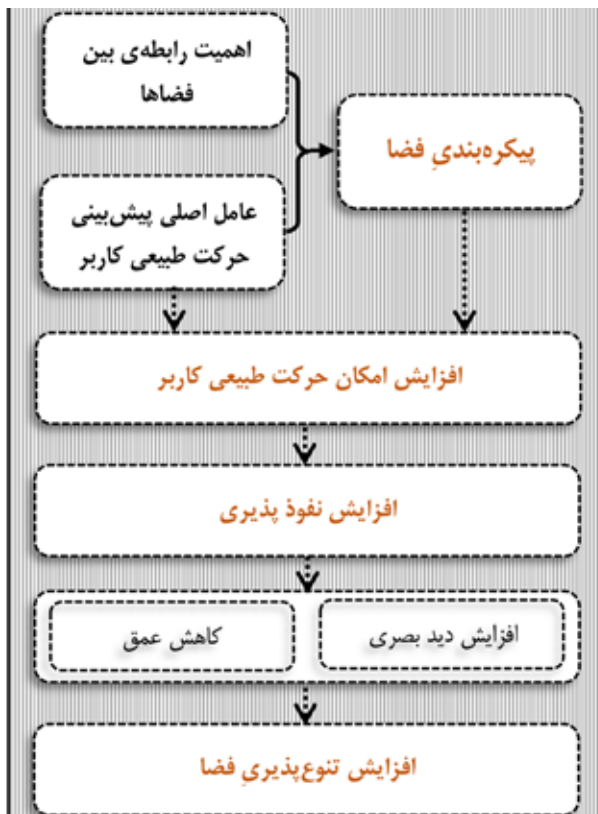 اهمیت رابطه‌ی بین
فضاها
پیکره‌بندیِ فضا
عامل اصلی پیش‌بینی
حرکت طبیعی کاربر
افزایش امکان حرکت طبیعی کاربر
افزایش نفوذ پذیری
افزایش دید بصری
کاهش عمق
افزایش تنوع‌پذیریِ فضا